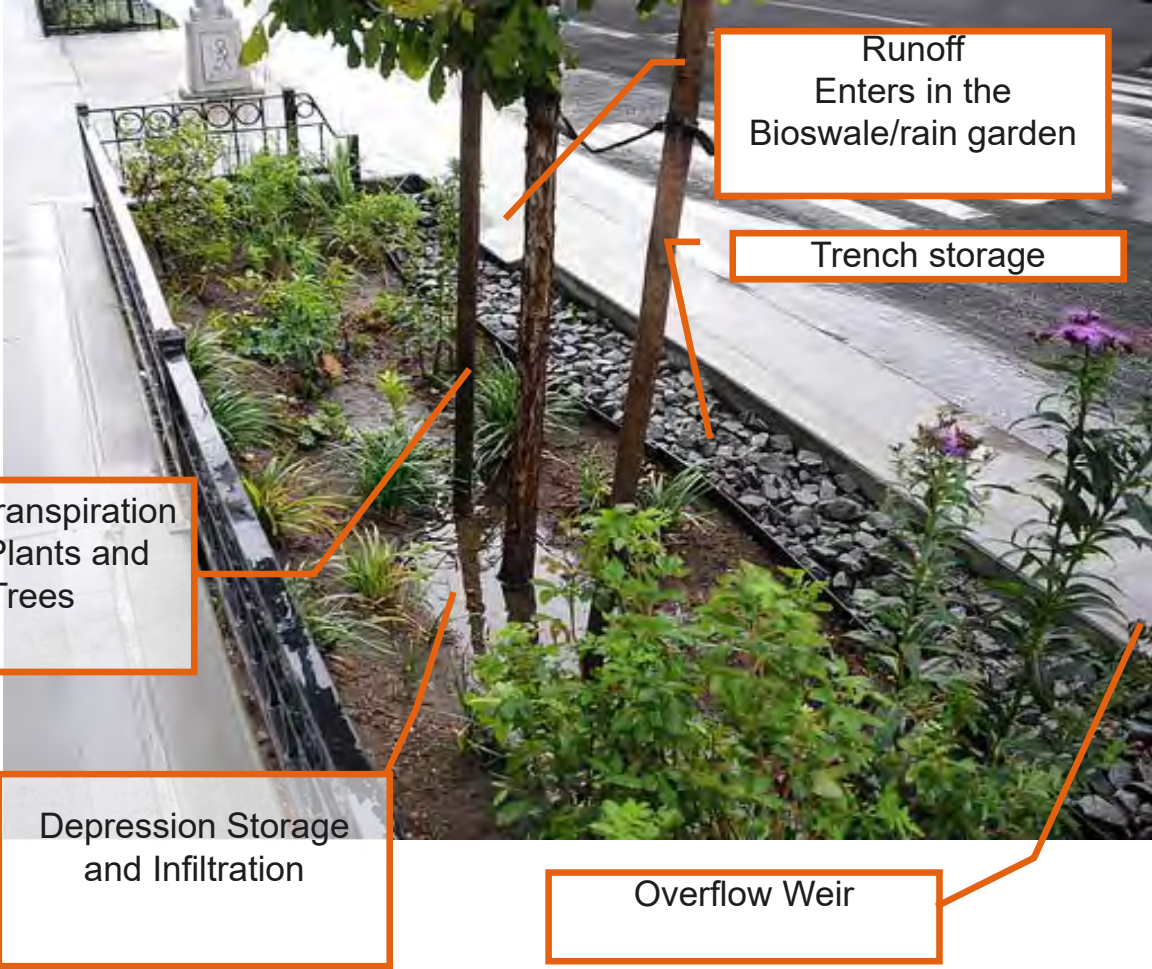 Runoff
Enters in the
Bioswale/rain garden
Trench storage
ranspiration
Plants and
Trees
Depression Storage
and Infiltration
Overflow Weir